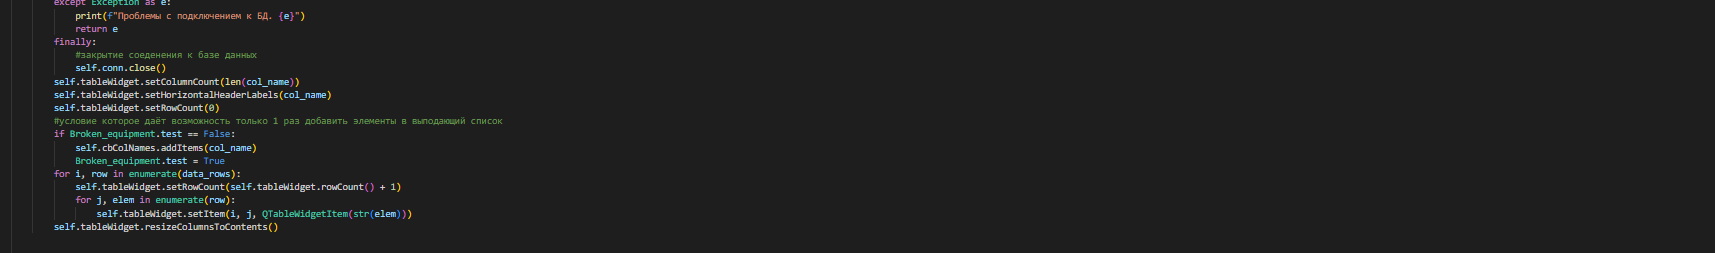 except Exception as e:
print(f"Проблемы с подключением к БД. {e}")
return e
finally:
#закрытие соеденения к базе данных
self.conn.close()
self.tableWidget.setColumnCount(len(col_name))
self.tableWidget.setHorizontalHeaderLabels(col_name)
self.tableWidget.setRowCount(0)
#условие которое даёт возможность только 1 раз добавить элементы в выподающий список
if Broken_equipment.test == False:
self.cbColNames.addItems(col_name)
Broken_equipment.test = True
for i, row in enumerate(data_rows):
self.tableWidget.setRowCount(self.tableWidget.rowCount() + 1)
for j, elem in enumerate(row):
self.tableWidget.setItem(i, j, QTableWidgetItem(str(elem)))
self.tableWidget.resizeColumnsToContents()